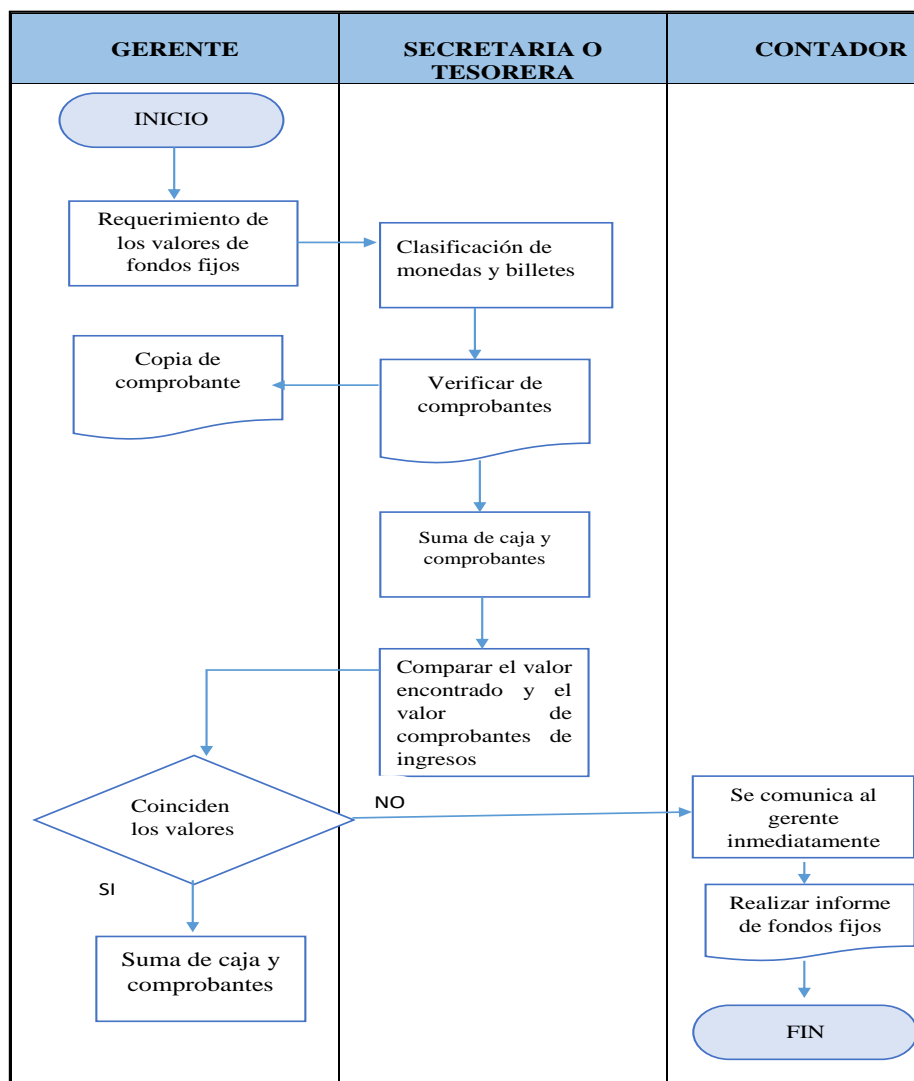 GERENTE
SECRETARIA O
TESORERA
CONTADOR
INICIO
Requerimiento de
los valores de
fondos fijos
Clasificación de
monedas y billetes
Copia de
comprobante
Verificar de
comprobantes
Suma de caja y
comprobantes
Comparar el valor
encontrado y el
valor de
comprobantes de
ingresos
Coinciden
los valores
NO
Se comunica al
gerente
inmediatamente
SI
Realizar informe
de fondos fijos
Suma de caja y
comprobantes
FIN